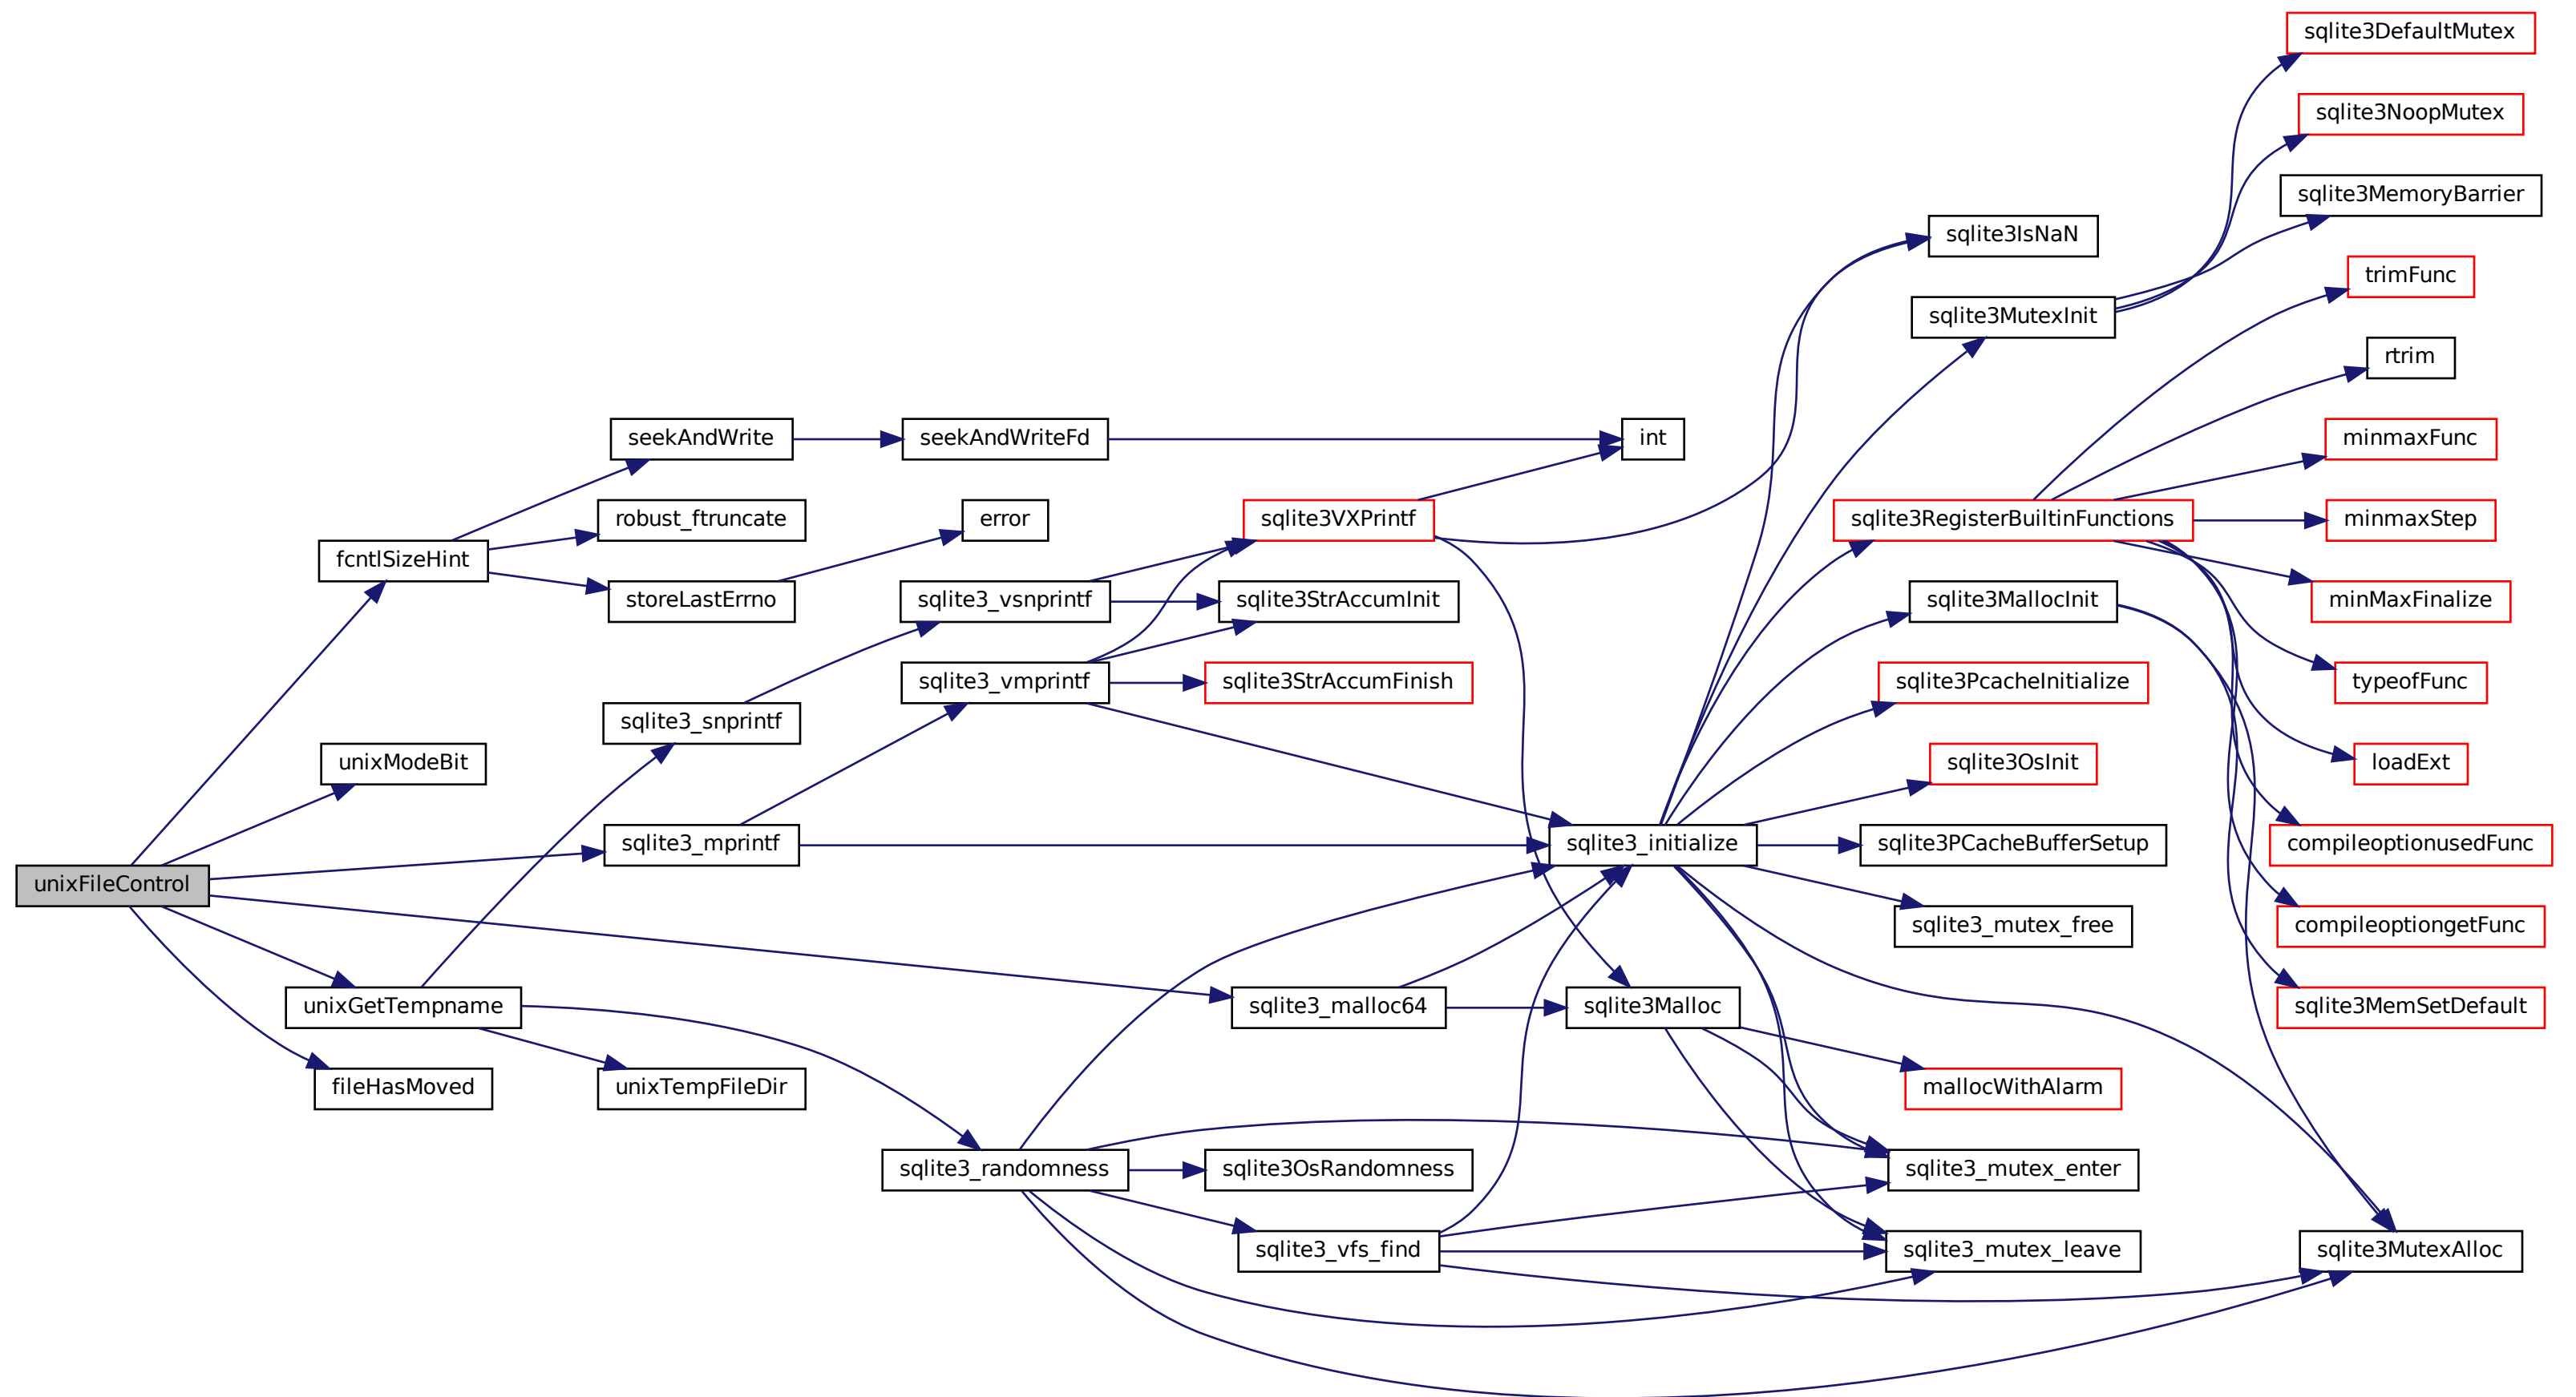 sqlite3DefaultMutex
sqlite3NoopMutex
sqlite3MemoryBarrier
sqlite3IsNaN
trimFunc
sqlite3MutexInit
rtrim
seekAndWrite
seekAndWriteFd
int
minmaxFunc
robust_ftruncate
error
sqlite3VXPrintf
sqlite3RegisterBuiltinFunctions
minmaxStep
fcntlSizeHint
storeLastErrno
sqlite3_vsnprintf
sqlite3StrAccumInit
sqlite3MallocInit
minMaxFinalize
sqlite3_vmprintf
sqlite3StrAccumFinish
sqlite3PcacheInitialize
typeofFunc
sqlite3_snprintf
unixModeBit
sqlite3OsInit
loadExt
sqlite3_mprintf
sqlite3_initialize
sqlite3PCacheBufferSetup
compileoptionusedFunc
unixFileControl
sqlite3_mutex_free
compileoptiongetFunc
unixGetTempname
sqlite3_malloc64
sqlite3Malloc
sqlite3MemSetDefault
fileHasMoved
unixTempFileDir
mallocWithAlarm
sqlite3_randomness
sqlite3OsRandomness
sqlite3_mutex_enter
sqlite3_vfs_find
sqlite3_mutex_leave
sqlite3MutexAlloc